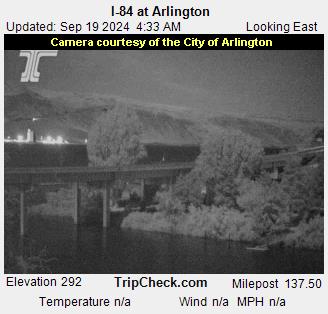 I-84 at Arlington
Updated: Sep 19 2024 4:33 AM Looking East
Camera courtesy of the City of Arlington
Elevation 292 TripCheck.com Milepost 137.50
Temperature n/a Wind n/a MPH n/a